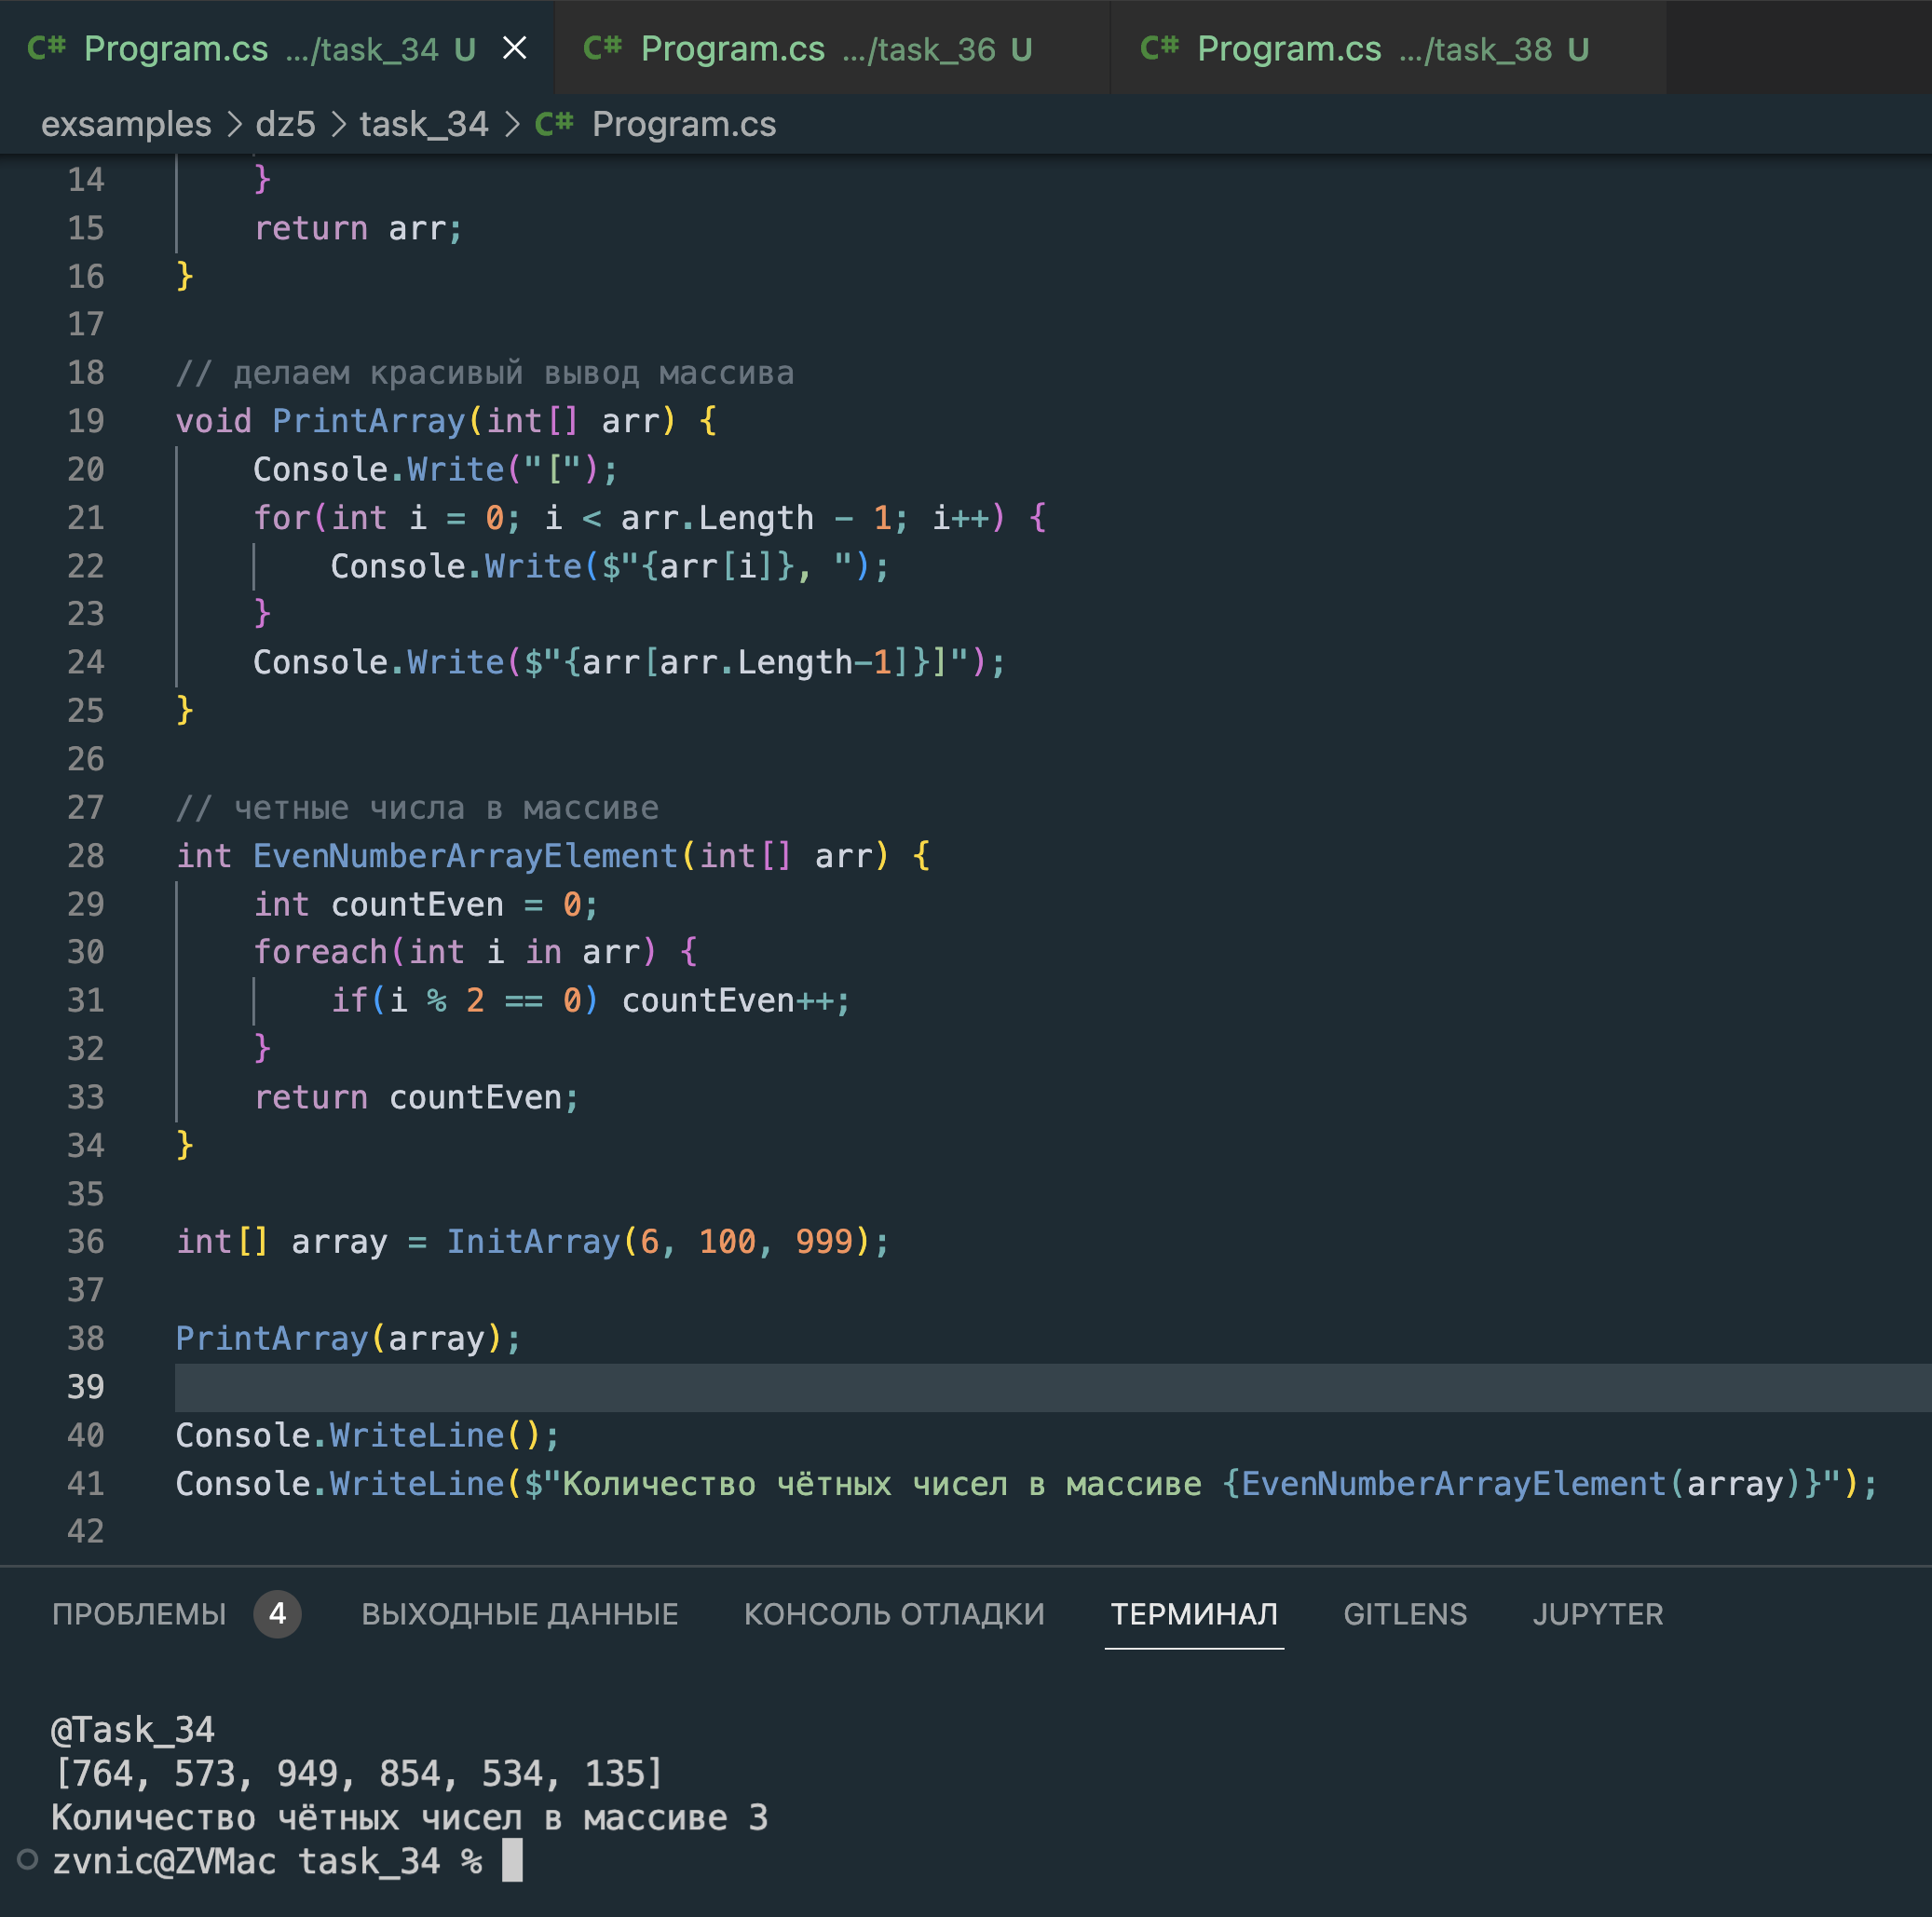 C# Program.cs .../task_34 U × C# Program.cs .../task_36 U C# Program.cs .../task_38 U
exsamples > dz5 > task_34 > C# Program.cs
14 }
15 return arr;
16 }
17
18 // делаем красивый вывод массива
19 void PrintArray(int[] arr) {
20 Console.Write("[");
21 for(int i = 0; i < arr.Length - 1; i++) {
22 Console.Write($"{arr[i]}, ");
23 }
24 Console.Write($"{arr[arr.Length-1]}]");
25 }
26
27 // четные числа в массиве
28 int EvenNumberArrayElement(int[] arr) {
29 int countEven = 0;
30 foreach(int i in arr) {
31 if(i % 2 == 0) countEven++;
32 }
33 return countEven;
34 }
35
36 int[] array = InitArray(6, 100, 999);
37
38 PrintArray(array);
39
40 Console.WriteLine();
41 Console.WriteLine($"Количество чётных чисел в массиве {EvenNumberArrayElement(array)}");
42
ПРОБЛЕМЫ 4 ВЫХОДНЫЕ ДАННЫЕ КОНСОЛЬ ОТЛАДКИ ТЕРМИНАЛ GITLENS JUPYTER
@Task_34
[764, 573, 949, 854, 534, 135]
Количество чётных чисел в массиве 3
zvnic@ZVMac task_34 %